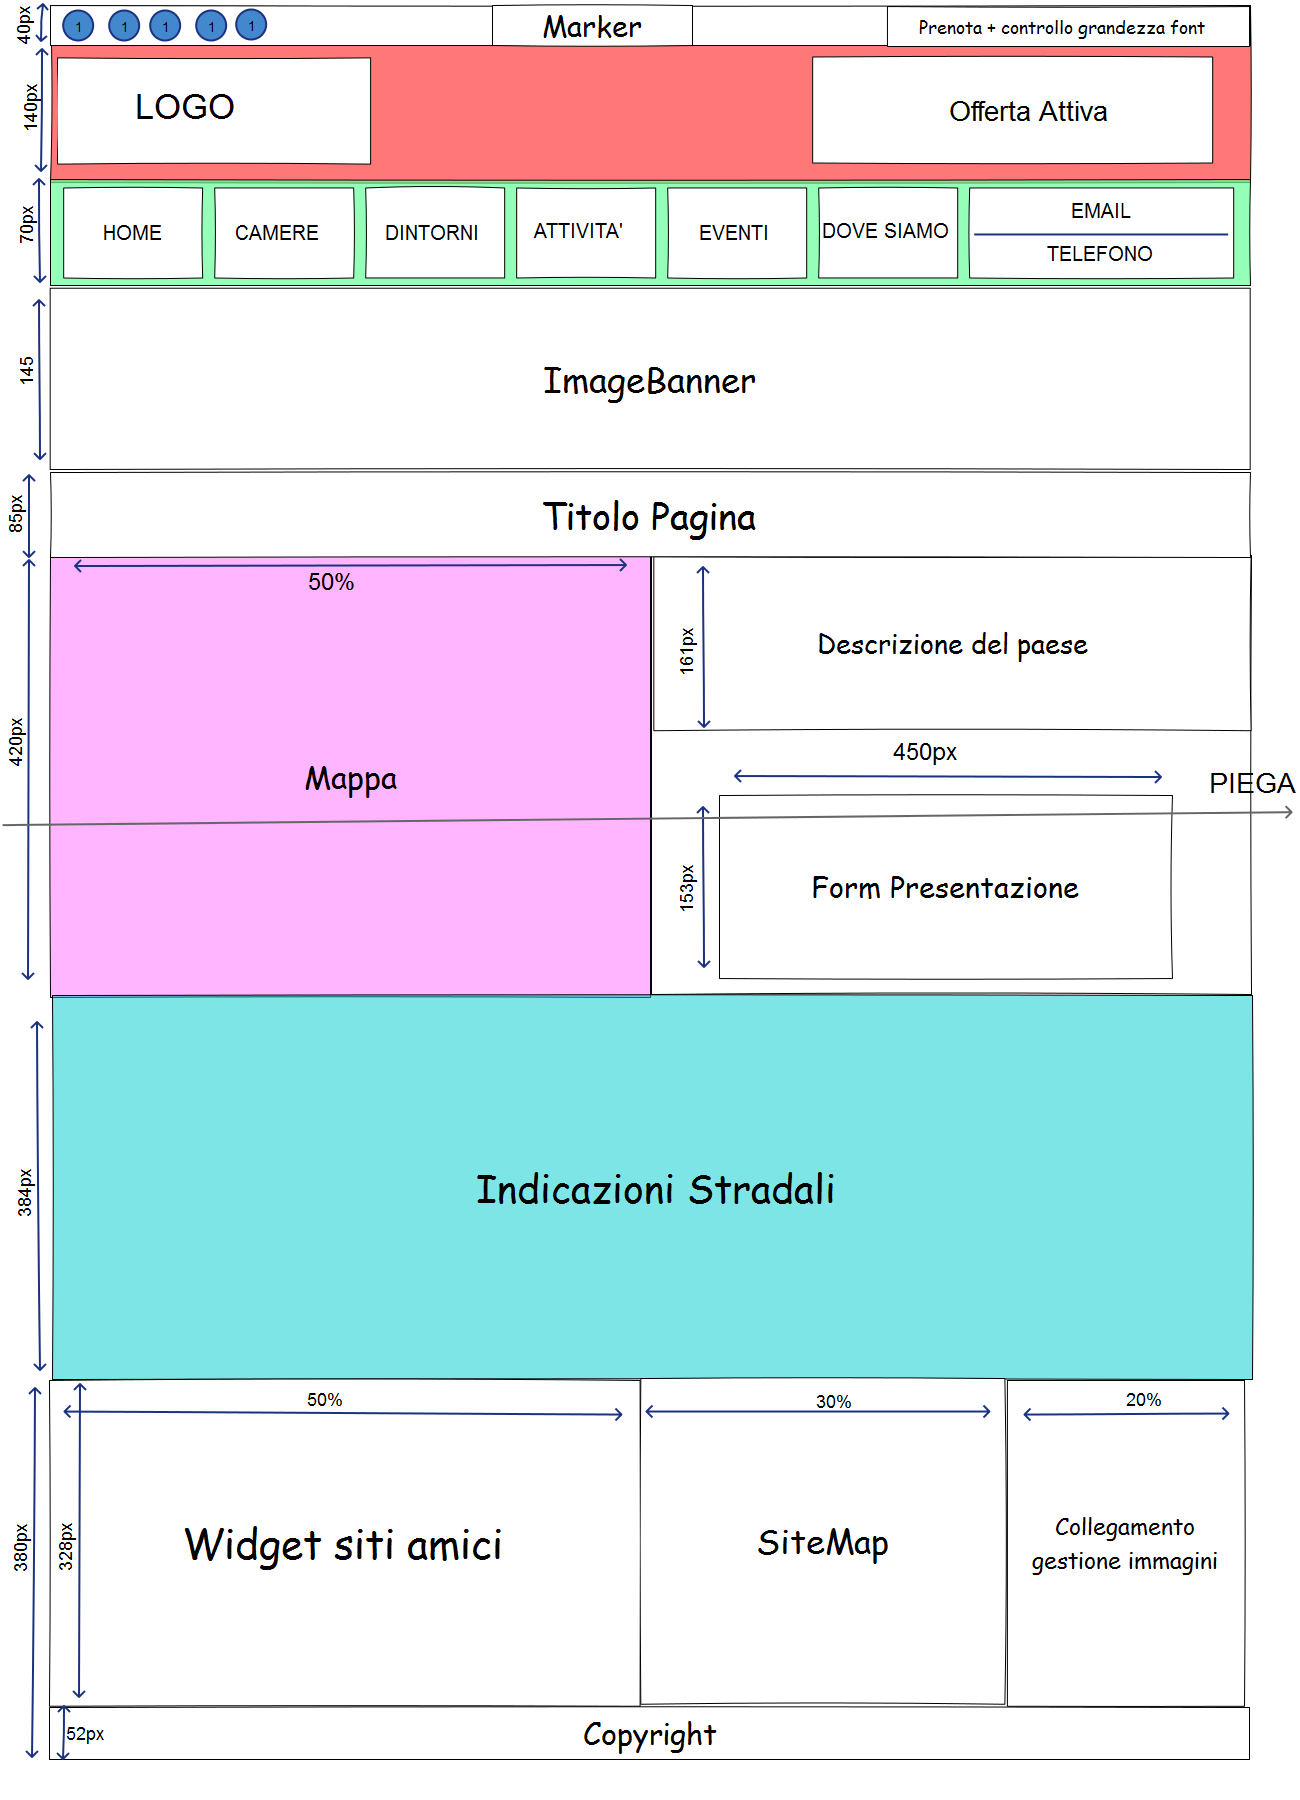 40px
1
1
1
1
1
Marker
Prenota + controllo grandezza font
140px
LOGO
Offerta Attiva
70px
HOME
CAMERE
DINTORNI
ATTIVITA'
EVENTI
DOVE SIAMO
EMAIL
TELEFONO
145
ImageBanner
85px
Titolo Pagina
420px
50%
Mappa
161px
Descrizione del paese
450px
PIEGA
153px
Form Presentazione
384px
Indicazioni Stradali
380px
328px
50%
Widget siti amici
30%
SiteMap
20%
Collegamento
gestione immagini
52px
Copyright